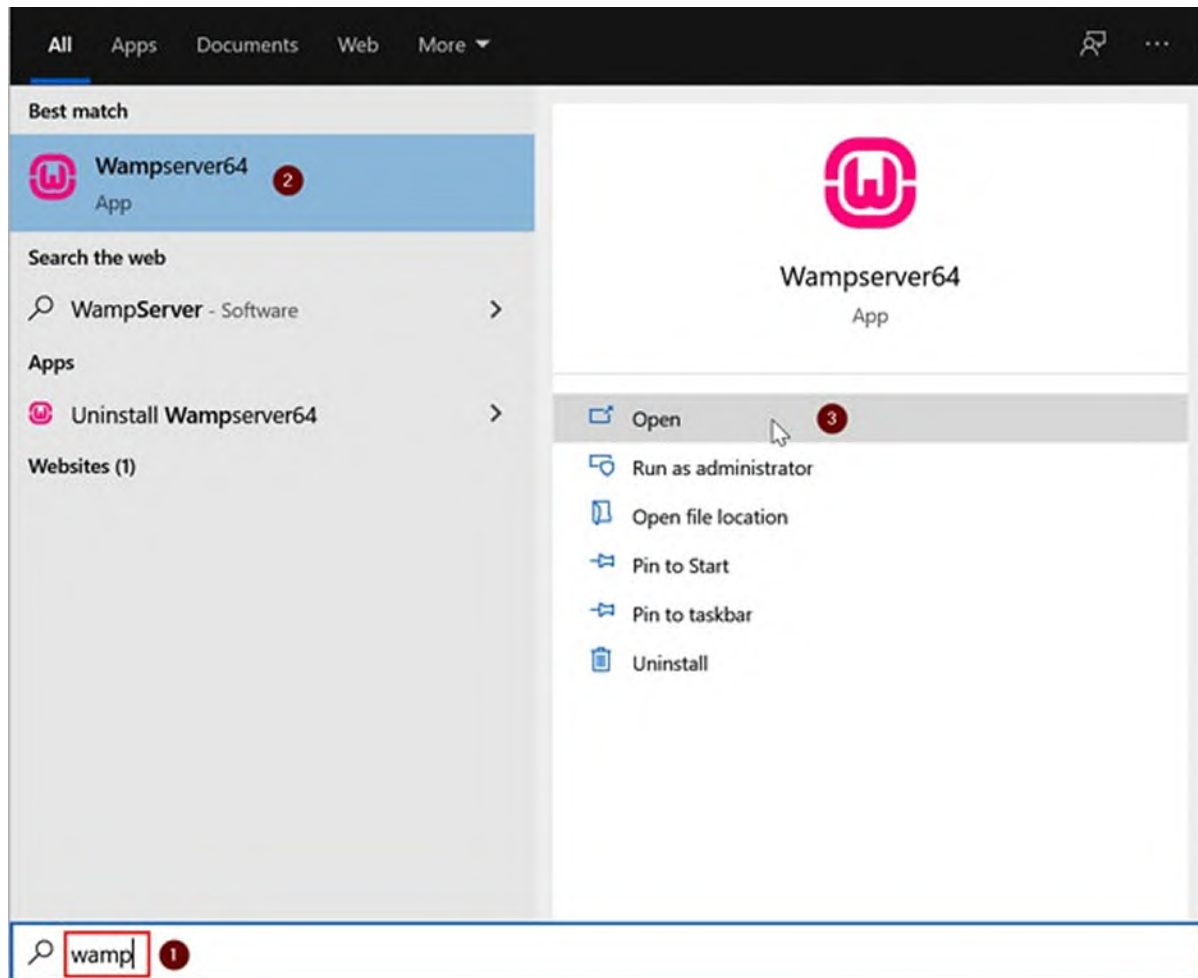 All Apps Documents Web More
Best match
Wampserver64
2
App
Search the web
WampServer - Software
Apps
Uninstall Wampserver64
Websites (1)
Wampserver64
App
Open
3
Run as administrator
Open file location
Pin to Start
Pin to taskbar
Uninstall
wamp
1